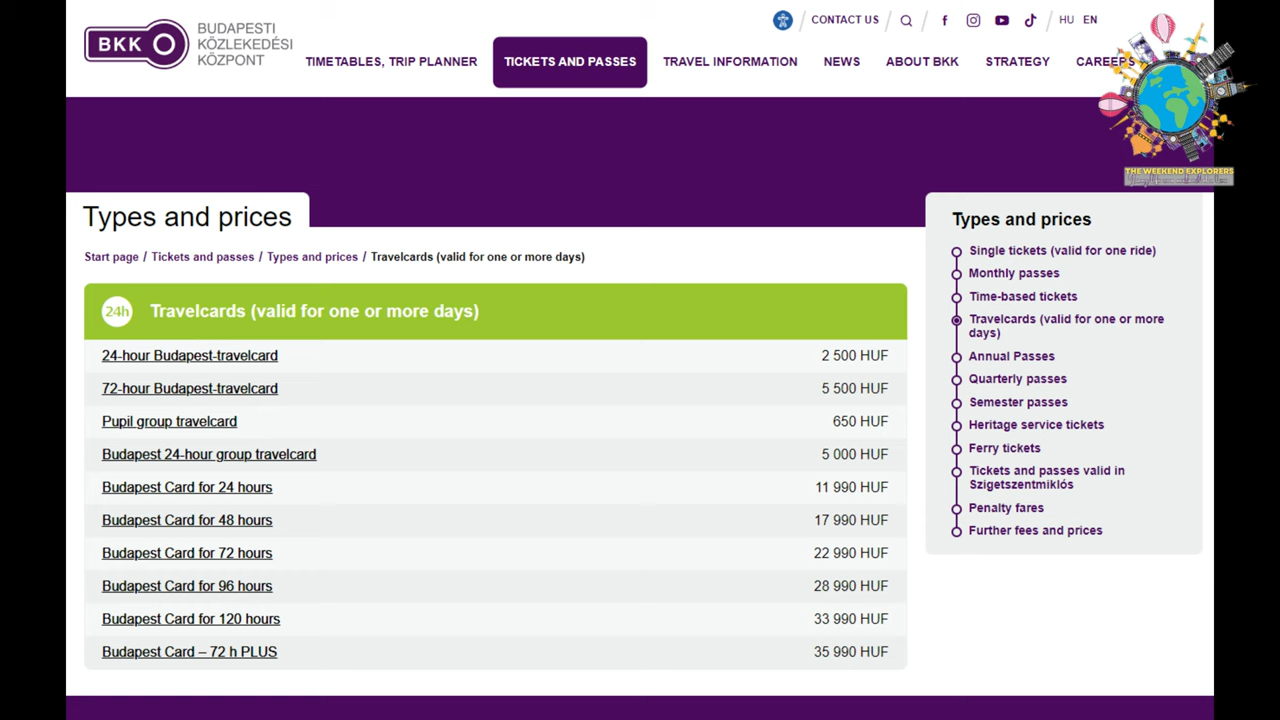 BKK
BUDAPESTI
KÖZLEKEDÉSI
KÖZPONT
CONTACT US
HU EN
TIMETABLES, TRIP PLANNER
TICKETS AND PASSES
TRAVEL INFORMATION
NEWS
ABOUT BKK
STRATEGY
CAREERS
THE WEEKEND EXPLORERS
Types and prices
Start page / Tickets and passes / Types and prices / Travelcards (valid for one or more days)
24h Travelcards (valid for one or more days)
24-hour Budapest-travelcard 2 500 HUF
72-hour Budapest-travelcard 5 500 HUF
Pupil group travelcard 650 HUF
Budapest 24-hour group travelcard 5 000 HUF
Budapest Card for 24 hours 11 990 HUF
Budapest Card for 48 hours 17 990 HUF
Budapest Card for 72 hours 22 990 HUF
Budapest Card for 96 hours 28 990 HUF
Budapest Card for 120 hours 33 990 HUF
Budapest Card – 72 h PLUS 35 990 HUF
Types and prices
Single tickets (valid for one ride)
Monthly passes
Time-based tickets
Travelcards (valid for one or more
days)
Annual Passes
Quarterly passes
Semester passes
Heritage service tickets
Ferry tickets
Tickets and passes valid in
Szigetszentmiklós
Penalty fares
Further fees and prices